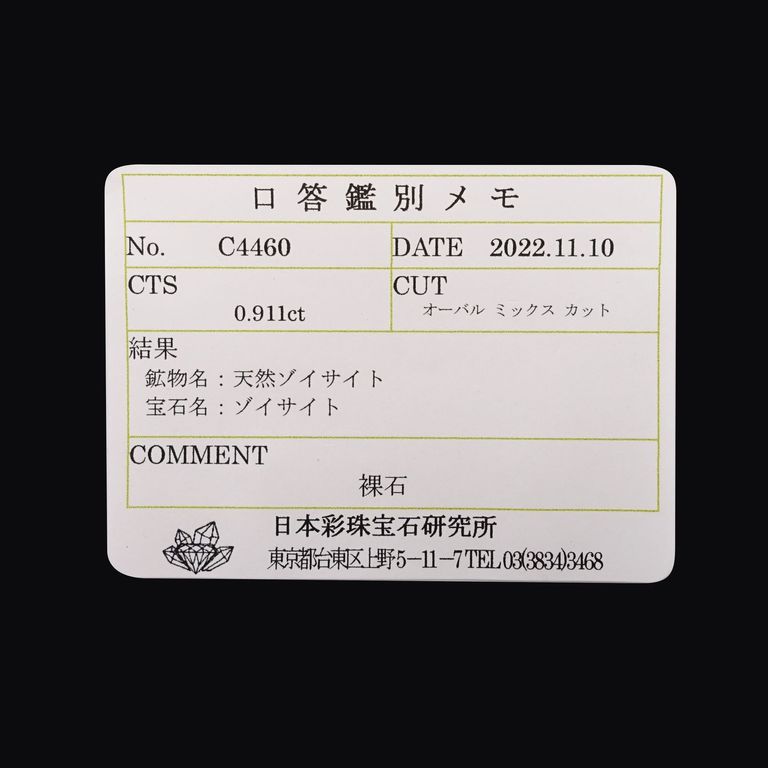 口答鑑別メモ
No. C4460 DATE 2022.11.10
CTS CUT
0.911ct オーバル ミックス カット
結果
鉱物名：天然ゾイサイト
宝石名：ゾイサイト
COMMENT
裸石
日本彩珠宝石研究所
東京都台東区上野5－11－7 TEL 03(3834)3468